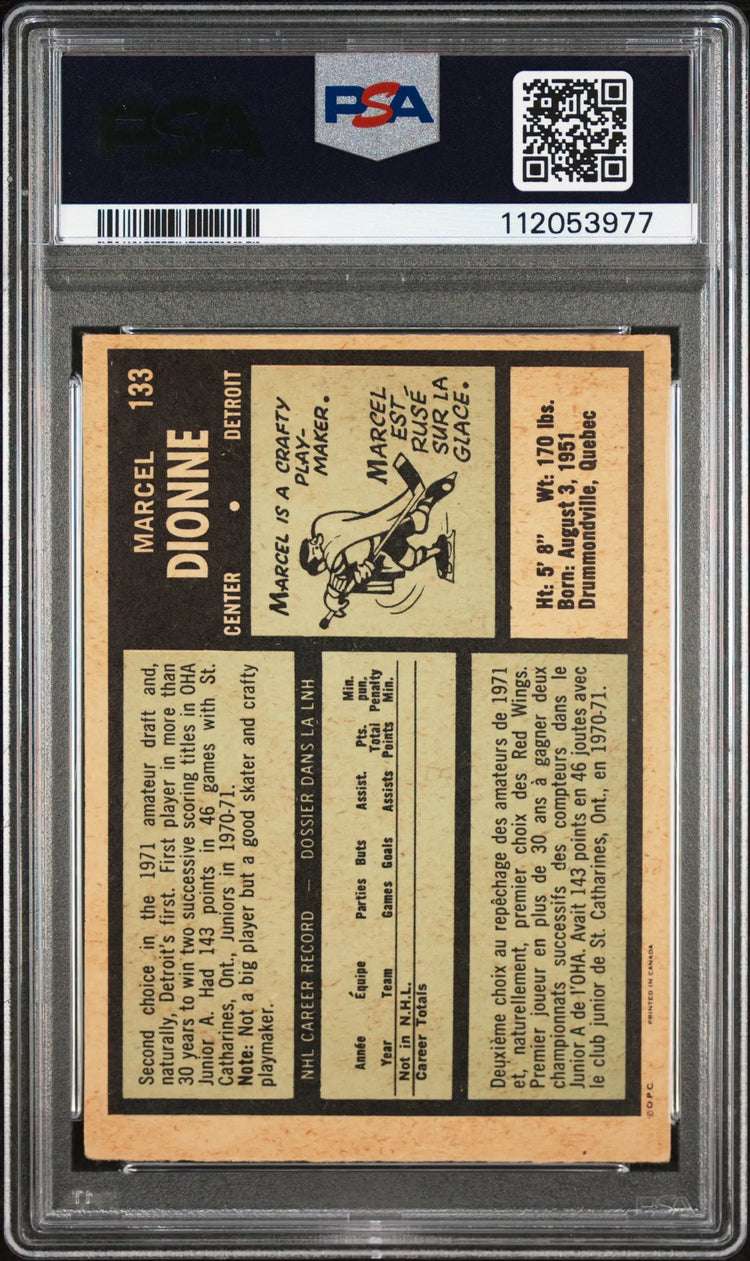 PSA
112053977
MARCEL 133
DIONNE
CENTER • DETROIT
MARCEL IS A CRAFTY
PLAY-
MAKER.
MARCEL
EST
RUSÉ
SUR LA
GLACE.
Ht: 5' 8" Wt: 170 lbs.
Born: August 3, 1951
Drummondville, Quebec
Second choice in the 1971 amateur draft and,
naturally, Detroit's first. First player in more than
30 years to win two successive scoring titles in OHA
Junior A. Had 143 points in 46 games with St.
Catharines, Ont., Juniors in 1970-71.
Note: Not a big player but a good skater and crafty
playmaker.
NHL CAREER RECORD — DOSSIER DANS LA LNH
Min.
Pts. pun.
Année Équipe Parties Buts Assist. Total Penalty
Year Team Games Goals Assists Points Min.
Not in N.H.L.
Career Totals
Deuxième choix au repêchage des amateurs de 1971
et, naturellement, premier choix des Red Wings.
Premier joueur en plus de 30 ans à gagner deux
championnats successifs des compteurs dans le
Junior A de l'OHA. Avait 143 points en 46 joutes avec
le club junior de St. Catharines, Ont., en 1970-71.
©O.P.C. PRINTED IN CANADA
PSA